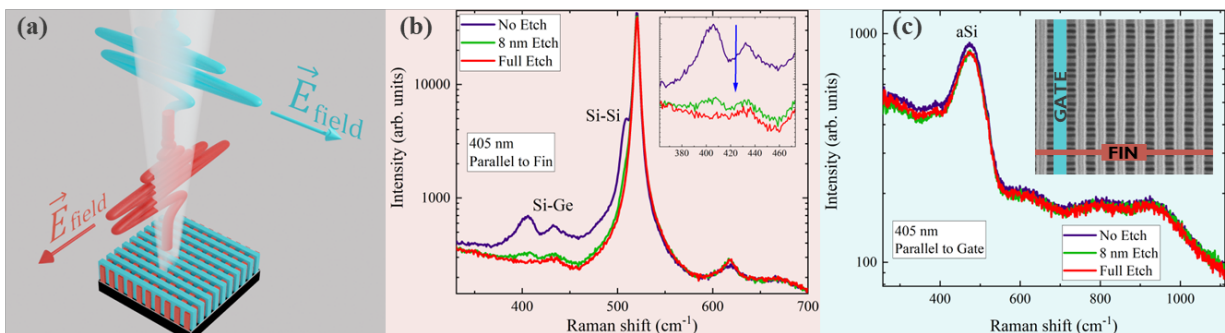 (a)
E field
E field
(b)
No Etch
8 nm Etch
Full Etch
405 nm
Parallel to Fin
Si-Si
Si-Ge
380 400 420 440 460
10000
1000
Intensity (arb. units)
400 500 600 700
Raman shift (cm-1)
(c)
aSi
GATE
FIN
405 nm
Parallel to Gate
No Etch
8 nm Etch
Full Etch
1000
100
Intensity (arb. units)
400 600 800 1000
Raman shift (cm-1)